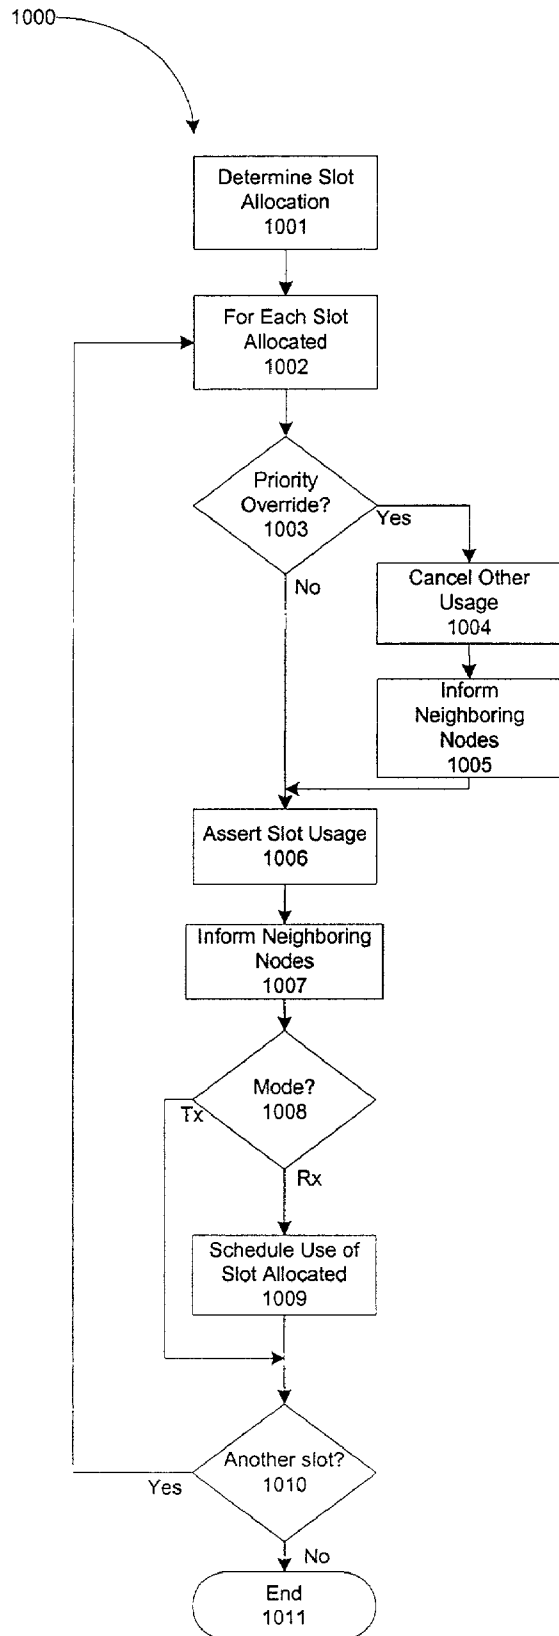 1000
Determine Slot
Allocation
1001
For Each Slot
Allocated
1002
Priority
Override?
1003
Yes
No
Cancel Other
Usage
1004
Inform
Neighboring
Nodes
1005
Assert Slot Usage
1006
Inform Neighboring
Nodes
1007
Mode?
1008
Tx
Rx
Schedule Use of
Slot Allocated
1009
Another slot?
1010
Yes
No
End
1011